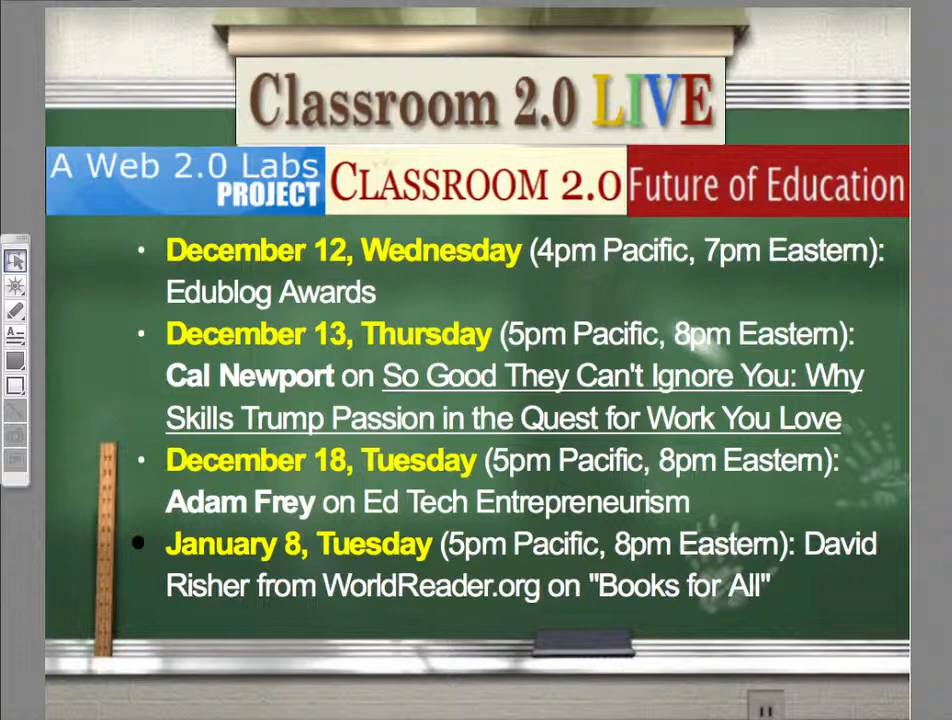 Classroom 2.0 LIVE
A Web 2.0 Labs
PROJECT
CLASSROOM 2.0
Future of Education
• December 12, Wednesday (4pm Pacific, 7pm Eastern):
Edublog Awards
• December 13, Thursday (5pm Pacific, 8pm Eastern):
Cal Newport on So Good They Can't Ignore You: Why
Skills Trump Passion in the Quest for Work You Love
• December 18, Tuesday (5pm Pacific, 8pm Eastern):
Adam Frey on Ed Tech Entrepreneurism
• January 8, Tuesday (5pm Pacific, 8pm Eastern): David
Risher from WorldReader.org on "Books for All"